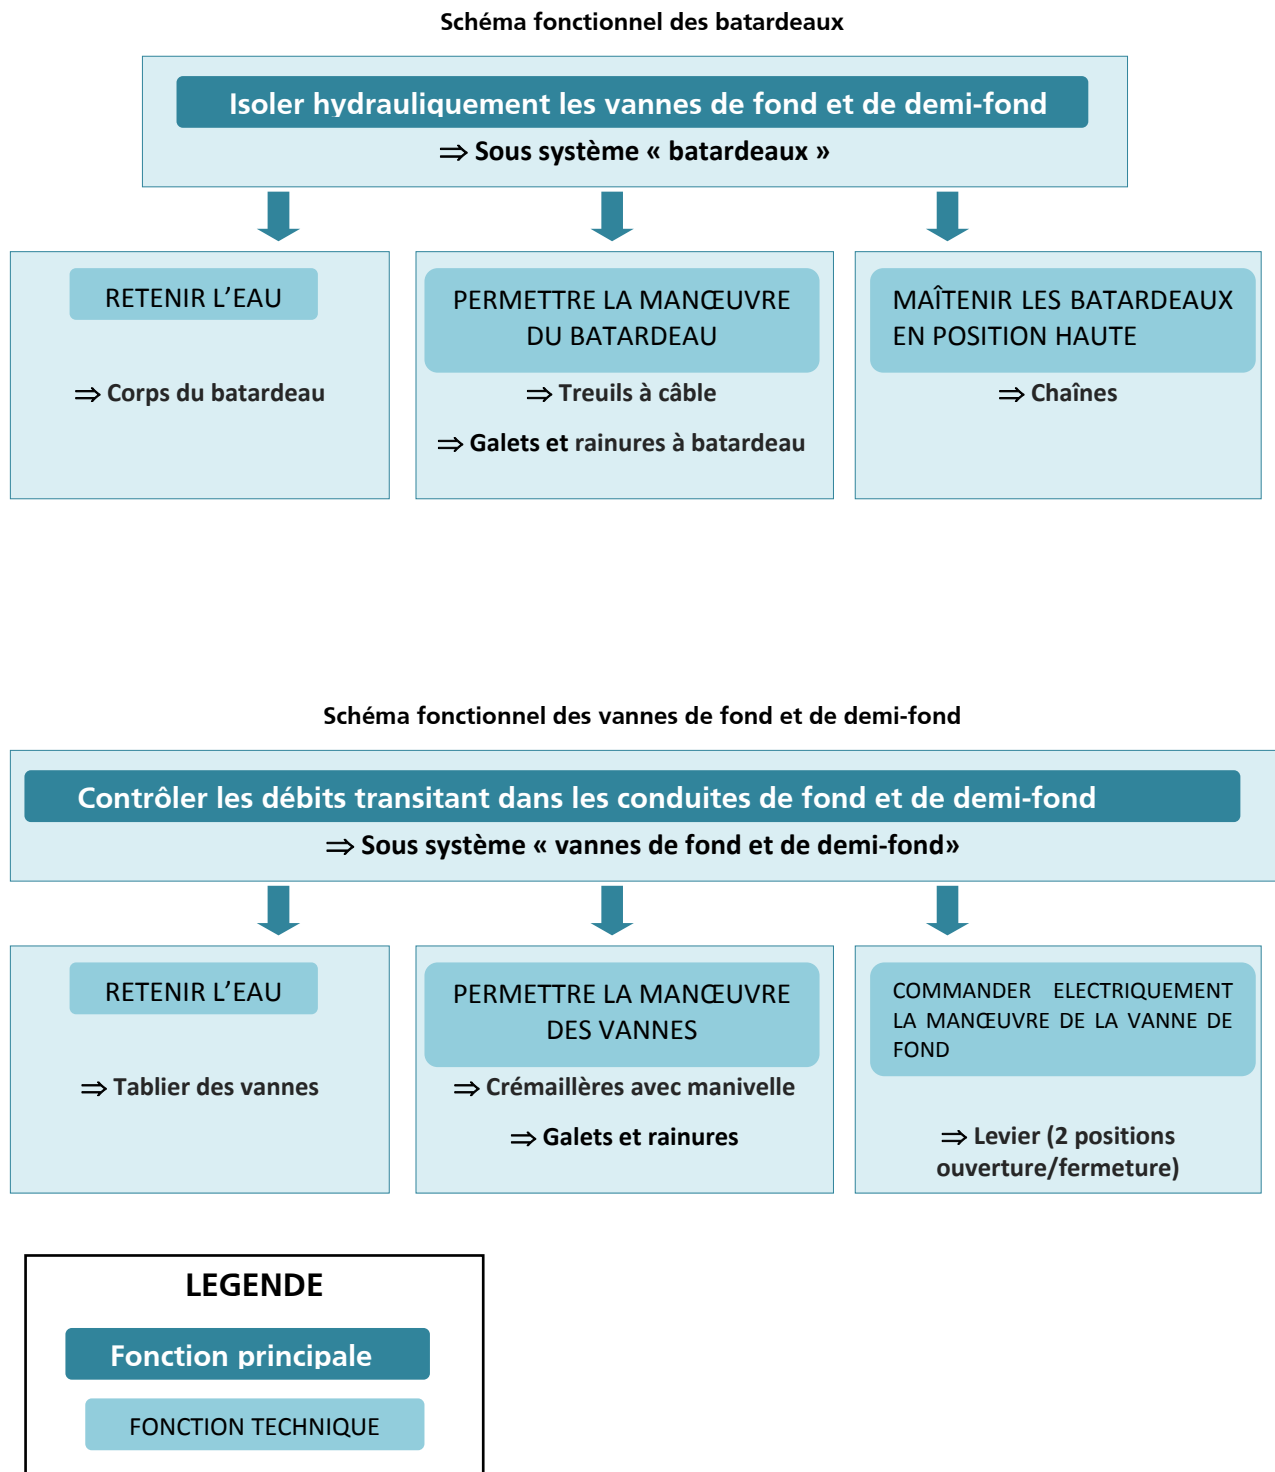 Schéma fonctionnel des batardeaux
Isoler hydrauliquement les vannes de fond et de demi-fond
⇒ Sous système « batardeaux »
RETENIR L’EAU
⇒ Corps du batardeau
PERMETTRE LA MANŒUVRE
DU BATARDEAU
⇒ Treuils à câble
⇒ Galets et rainures à batardeau
MAÎTENIR LES BATARDEAUX
EN POSITION HAUTE
⇒ Chaînes
Schéma fonctionnel des vannes de fond et de demi-fond
Contrôler les débits transitant dans les conduites de fond et de demi-fond
⇒ Sous système « vannes de fond et de demi-fond»
RETENIR L’EAU
⇒ Tablier des vannes
PERMETTRE LA MANŒUVRE
DES VANNES
⇒ Crémaillères avec manivelle
⇒ Galets et rainures
COMMANDER ELECTRIQUEMENT
LA MANŒUVRE DE LA VANNE DE
FOND
⇒ Levier (2 positions
ouverture/fermeture)
LEGENDE
Fonction principale
FONCTION TECHNIQUE